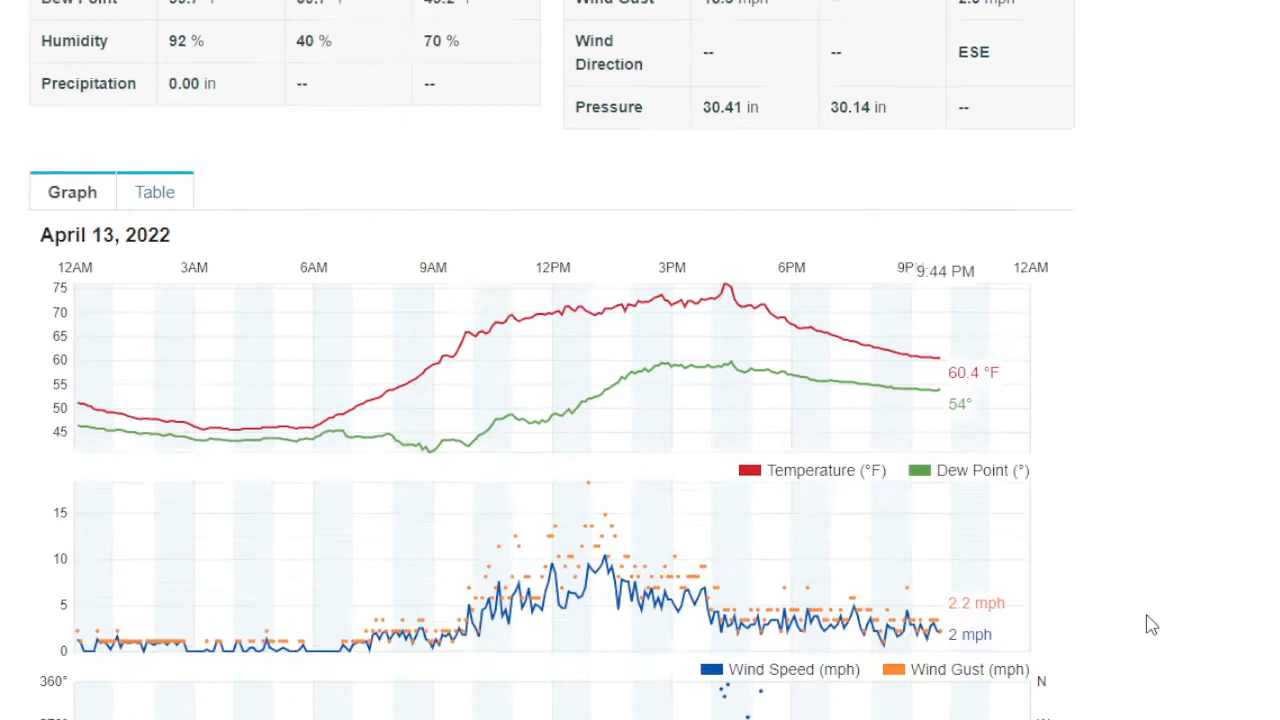 Humidity 92 % 40 % 70 %
Precipitation 0.00 in -- --
Wind Direction -- -- ESE
Pressure 30.41 in 30.14 in --
Graph Table
April 13, 2022
12AM 3AM 6AM 9AM 12PM 3PM 6PM 9P 9:44 PM 12AM
75
70
65
60
55
50
45
60.4 °F
54°
Temperature (°F) Dew Point (°)
15
10
5
0
2.2 mph
2 mph
Wind Speed (mph) Wind Gust (mph)
360° N